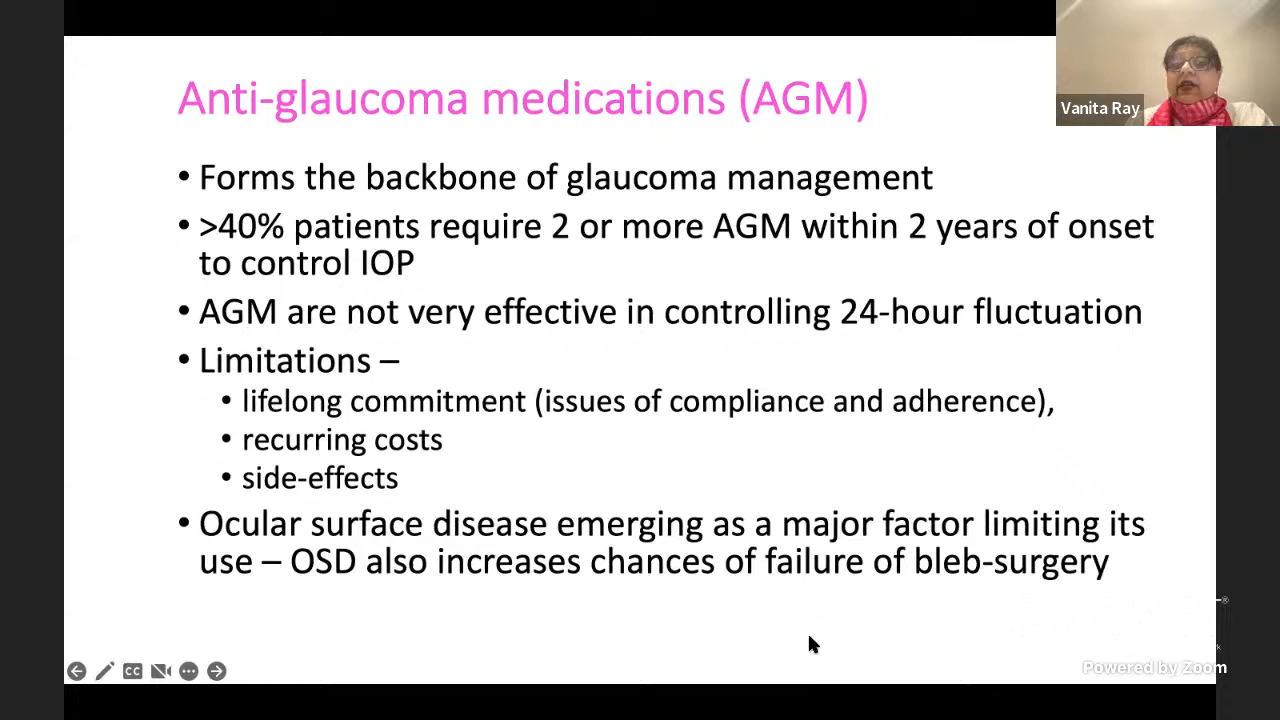 Anti-glaucoma medications (AGM)
Vanita Ray
• Forms the backbone of glaucoma management
• >40% patients require 2 or more AGM within 2 years of onset
to control IOP
• AGM are not very effective in controlling 24-hour fluctuation
• Limitations –
• lifelong commitment (issues of compliance and adherence),
• recurring costs
• side-effects
• Ocular surface disease emerging as a major factor limiting its
use – OSD also increases chances of failure of bleb-surgery
®
k
Powered by Zoom
CC